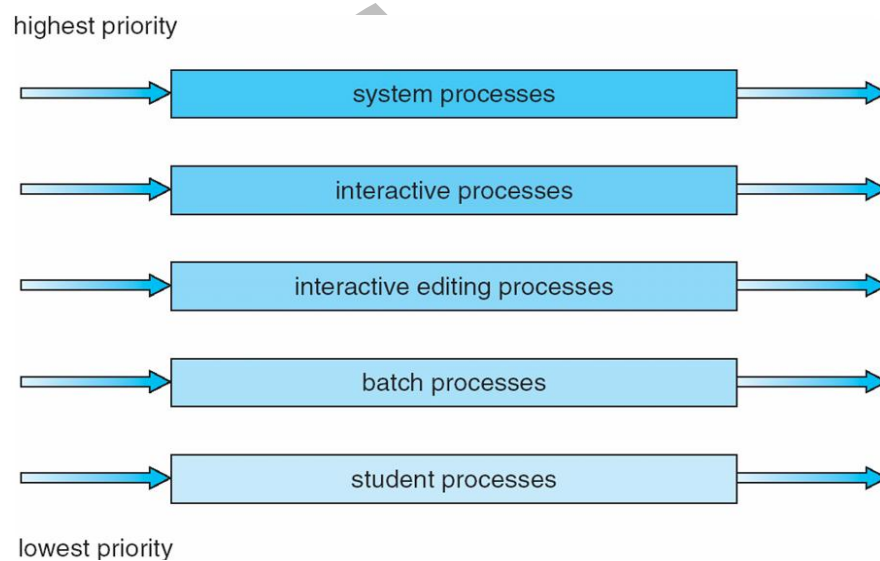 highest priority
system processes
interactive processes
interactive editing processes
batch processes
student processes
lowest priority